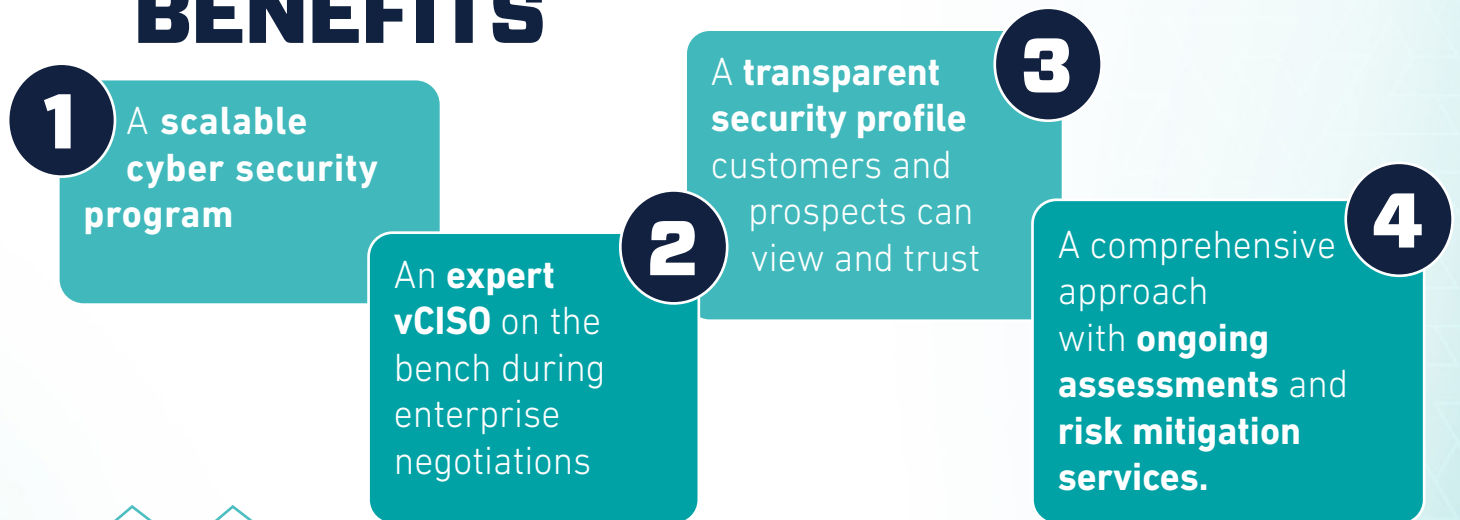 BENEFITS
1
A scalable
cyber security
program
2
An expert
vCISO on the
bench during
enterprise
negotiations
3
A transparent
security profile
customers and
prospects can
view and trust
4
A comprehensive
approach
with ongoing
assessments and
risk mitigation
services.